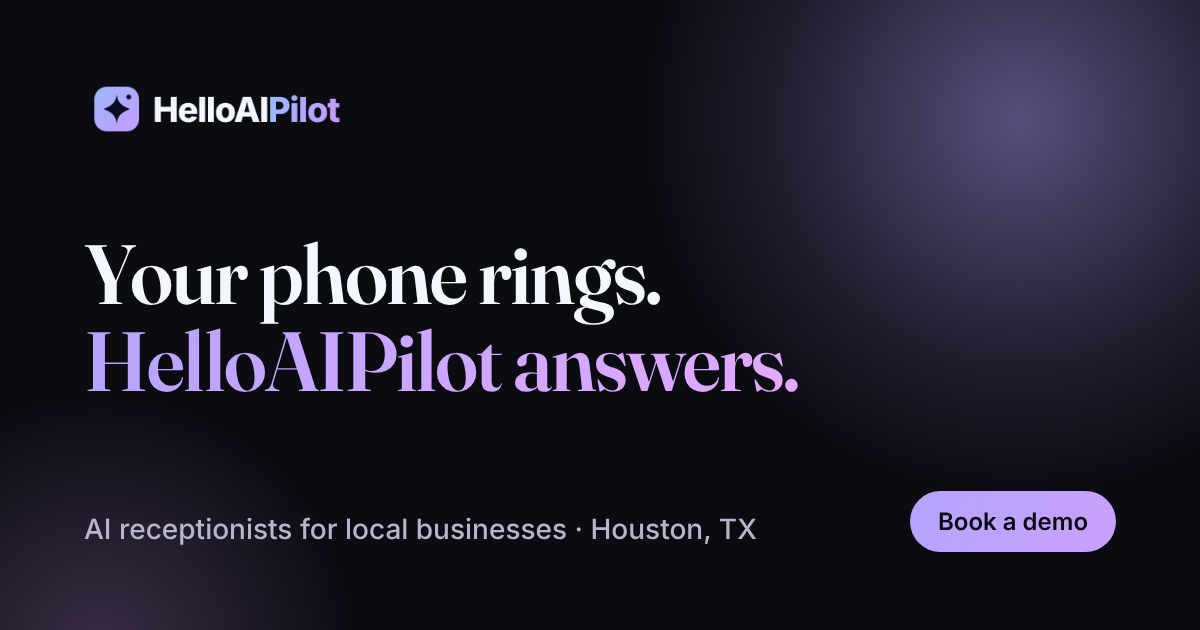 HelloAIPilot
Your phone rings.
HelloAIPilot answers.
AI receptionists for local businesses · Houston, TX
Book a demo